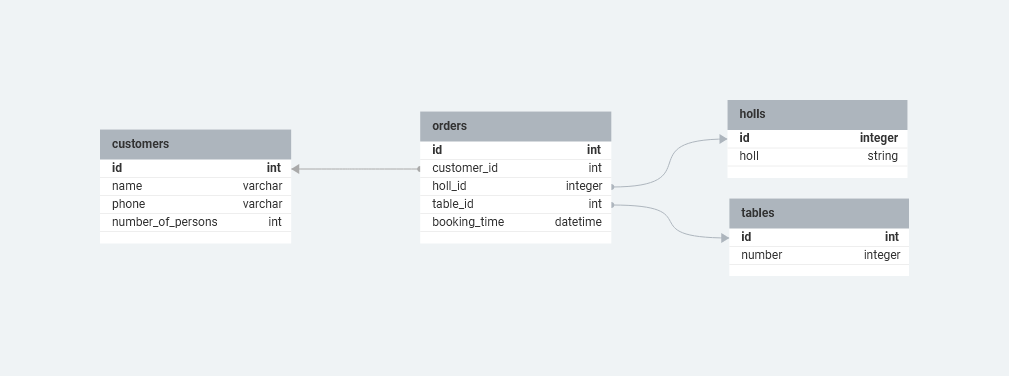 customers
id int
name varchar
phone varchar
number_of_persons int
orders
id int
customer_id int
holl_id integer
table_id int
booking_time datetime
holls
id integer
holl string
tables
id int
number integer